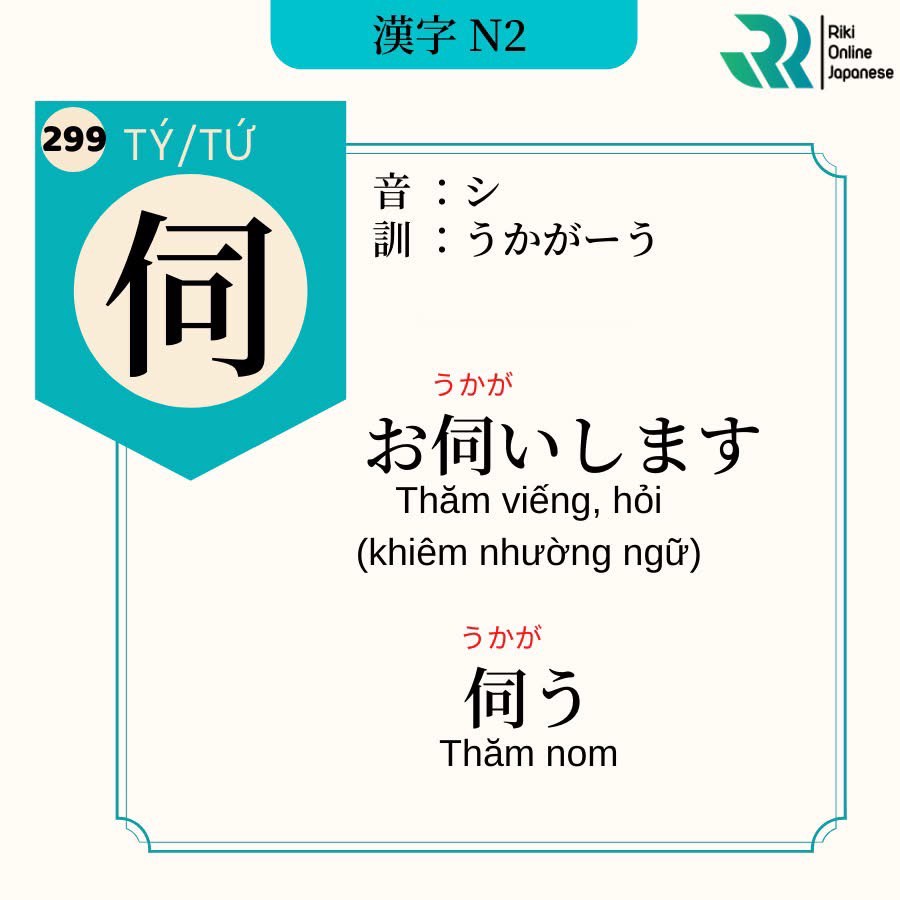 漢字 N2
Riki
Online
Japanese
299 TÝ/TỨ
伺
音 ：シ
訓 ：うかがーう
うかが
お伺いします
Thăm viếng, hỏi
(khiêm nhường ngữ)
うかが
伺う
Thăm nom